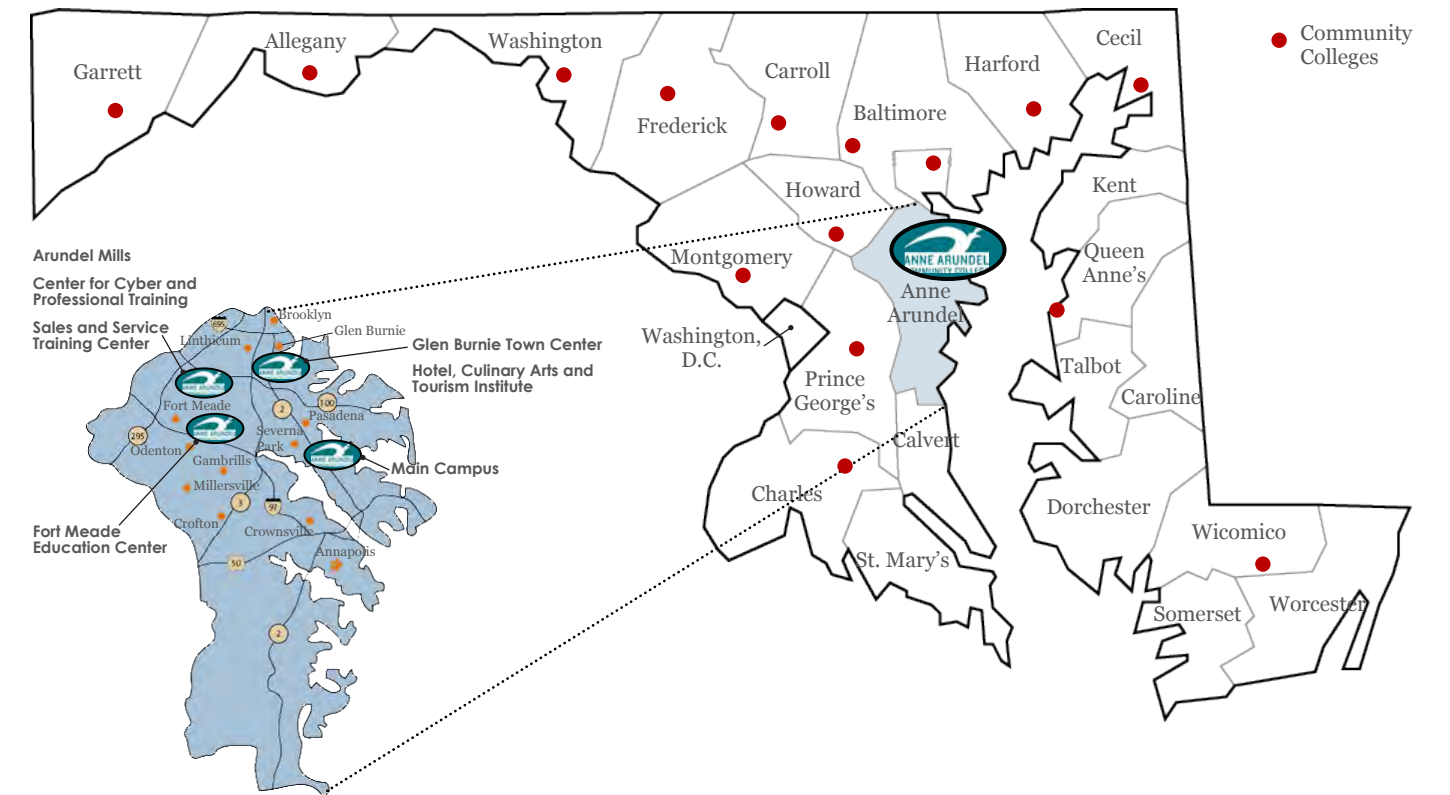 Garrett
Allegany
Washington
Frederick
Carroll
Baltimore
Harford
Cecil
Community
Colleges
Howard
Kent
Montgomery
Queen
Anne's
ANNE ARUNDEL
COMMUNITY COLLEGE
Anne
Arundel
Washington,
D.C.
Prince
George's
Talbot
Caroline
Calvert
Charles
Dorchester
St. Mary's
Wicomico
Somerset
Worcester
Arundel Mills
Center for Cyber and
Professional Training
Sales and Service
Training Center
Brooklyn
695
Glen Burnie
Linthicum
Glen Burnie Town Center
Hotel, Culinary Arts and
Tourism Institute
Fort Meade
2
100
Pasadena
295
Severna
Park
Odenton
Gambrills
Main Campus
Millersville
3
97
Crofton
Crownsville
Fort Meade
Education Center
Annapolis
50
2